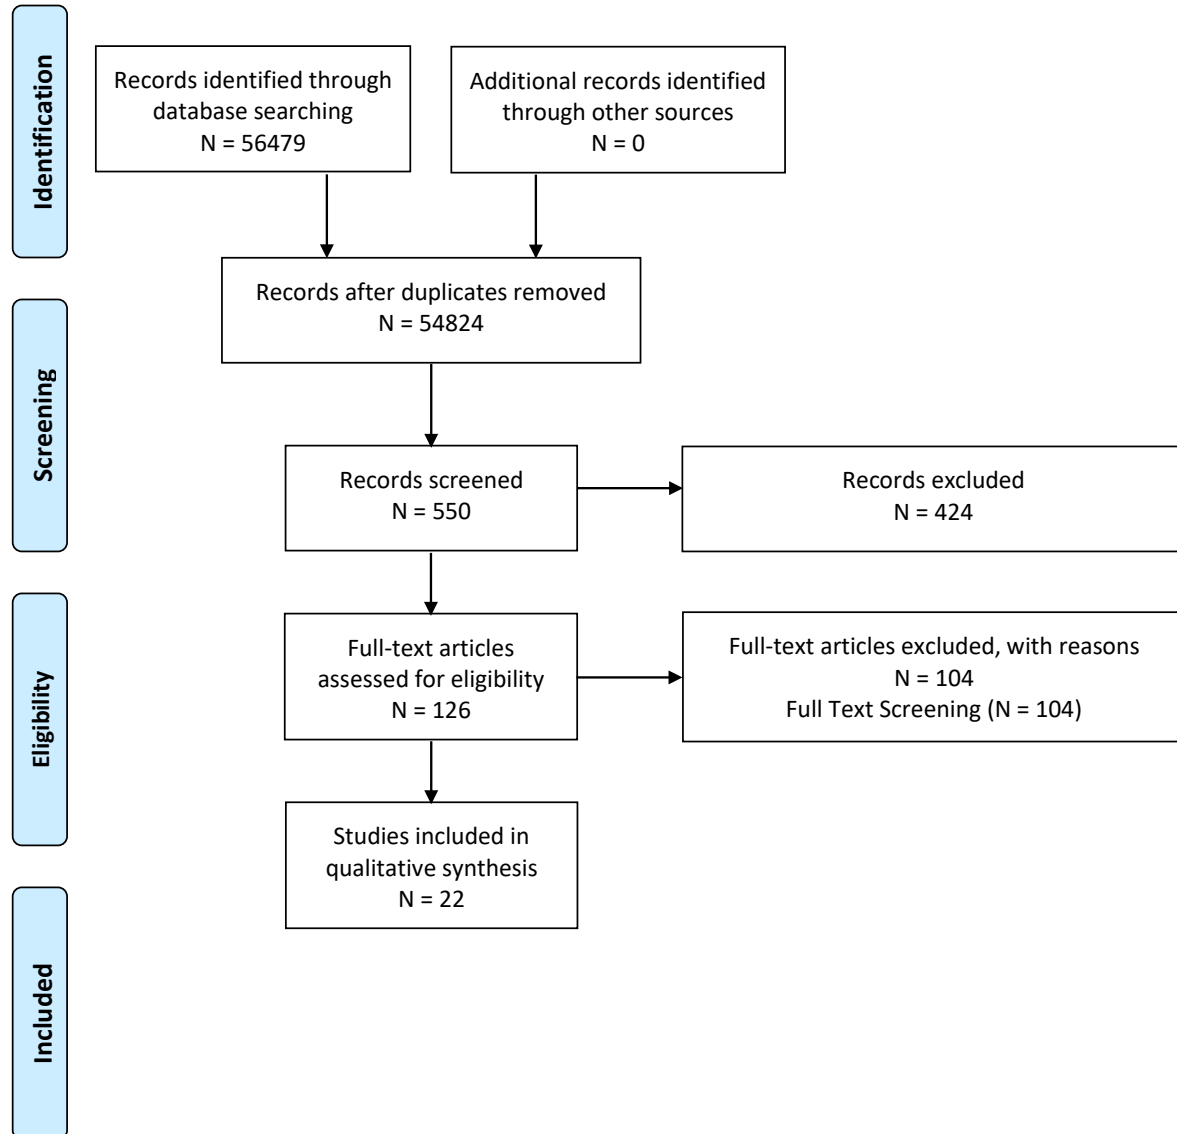 Identification
Records identified through
database searching
N = 56479
Additional records identified
through other sources
N = 0
Records after duplicates removed
N = 54824
Screening
Records screened
N = 550
Records excluded
N = 424
Eligibility
Full-text articles
assessed for eligibility
N = 126
Full-text articles excluded, with reasons
N = 104
Full Text Screening (N = 104)
Studies included in
qualitative synthesis
N = 22
Included